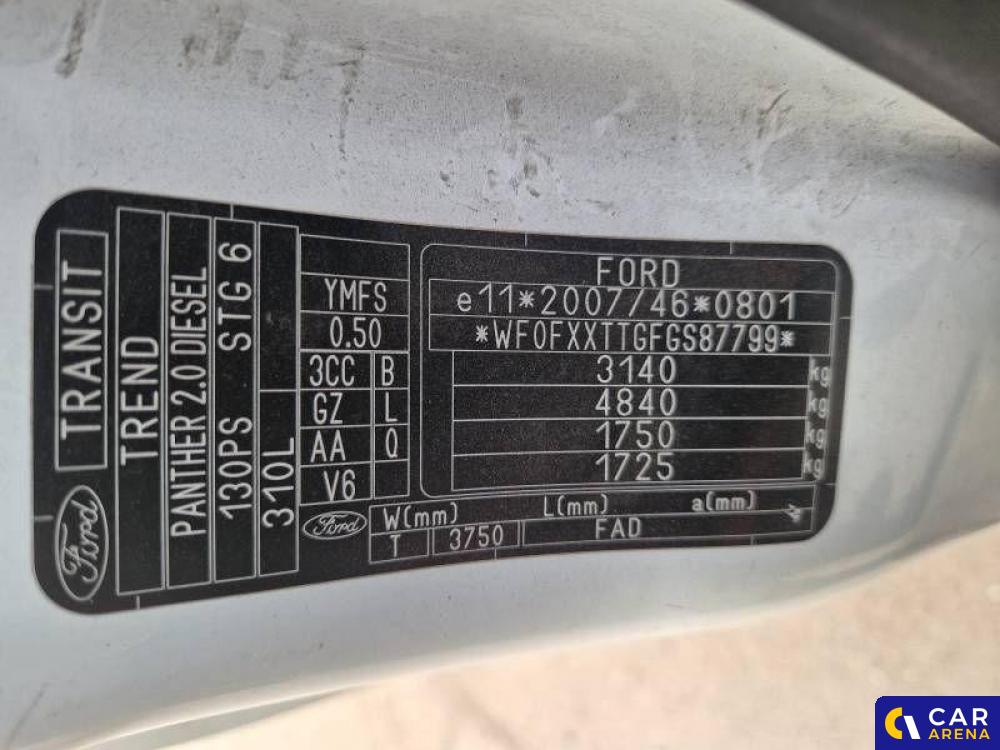 TRANSIT
Ford
TREND
PANTHER 2.0 DIESEL
130PS STG 6
310L
YMFS
0.50
3CC B
GZ L
AA Q
V6
Ford
FORD
e11*2007/46*0801
*WF0FXXTTGFGS87799*
3140 kg
4840 kg
1750 kg
1725 kg
W(mm) L(mm) a(mm)
T 3750 FAD
CAR
ARENA